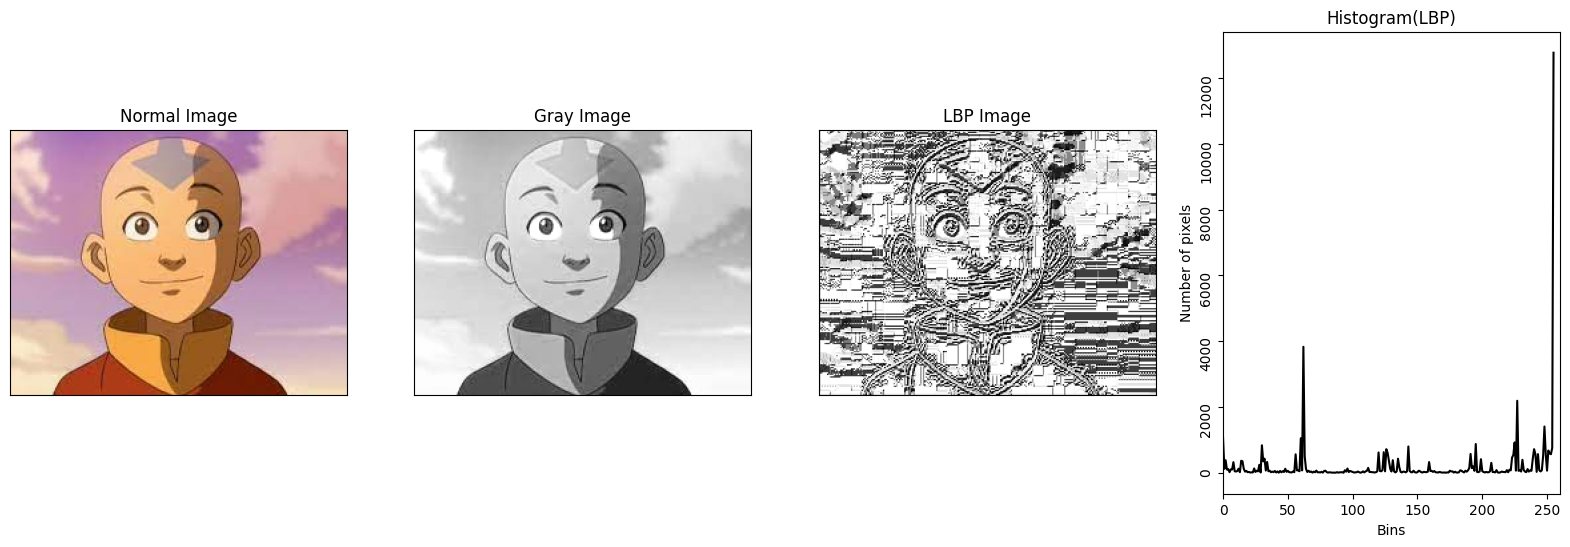 Normal Image
Gray Image
LBP Image
Histogram(LBP)
Number of pixels
12000
10000
8000
6000
4000
2000
0
0 50 100 150 200 250
Bins